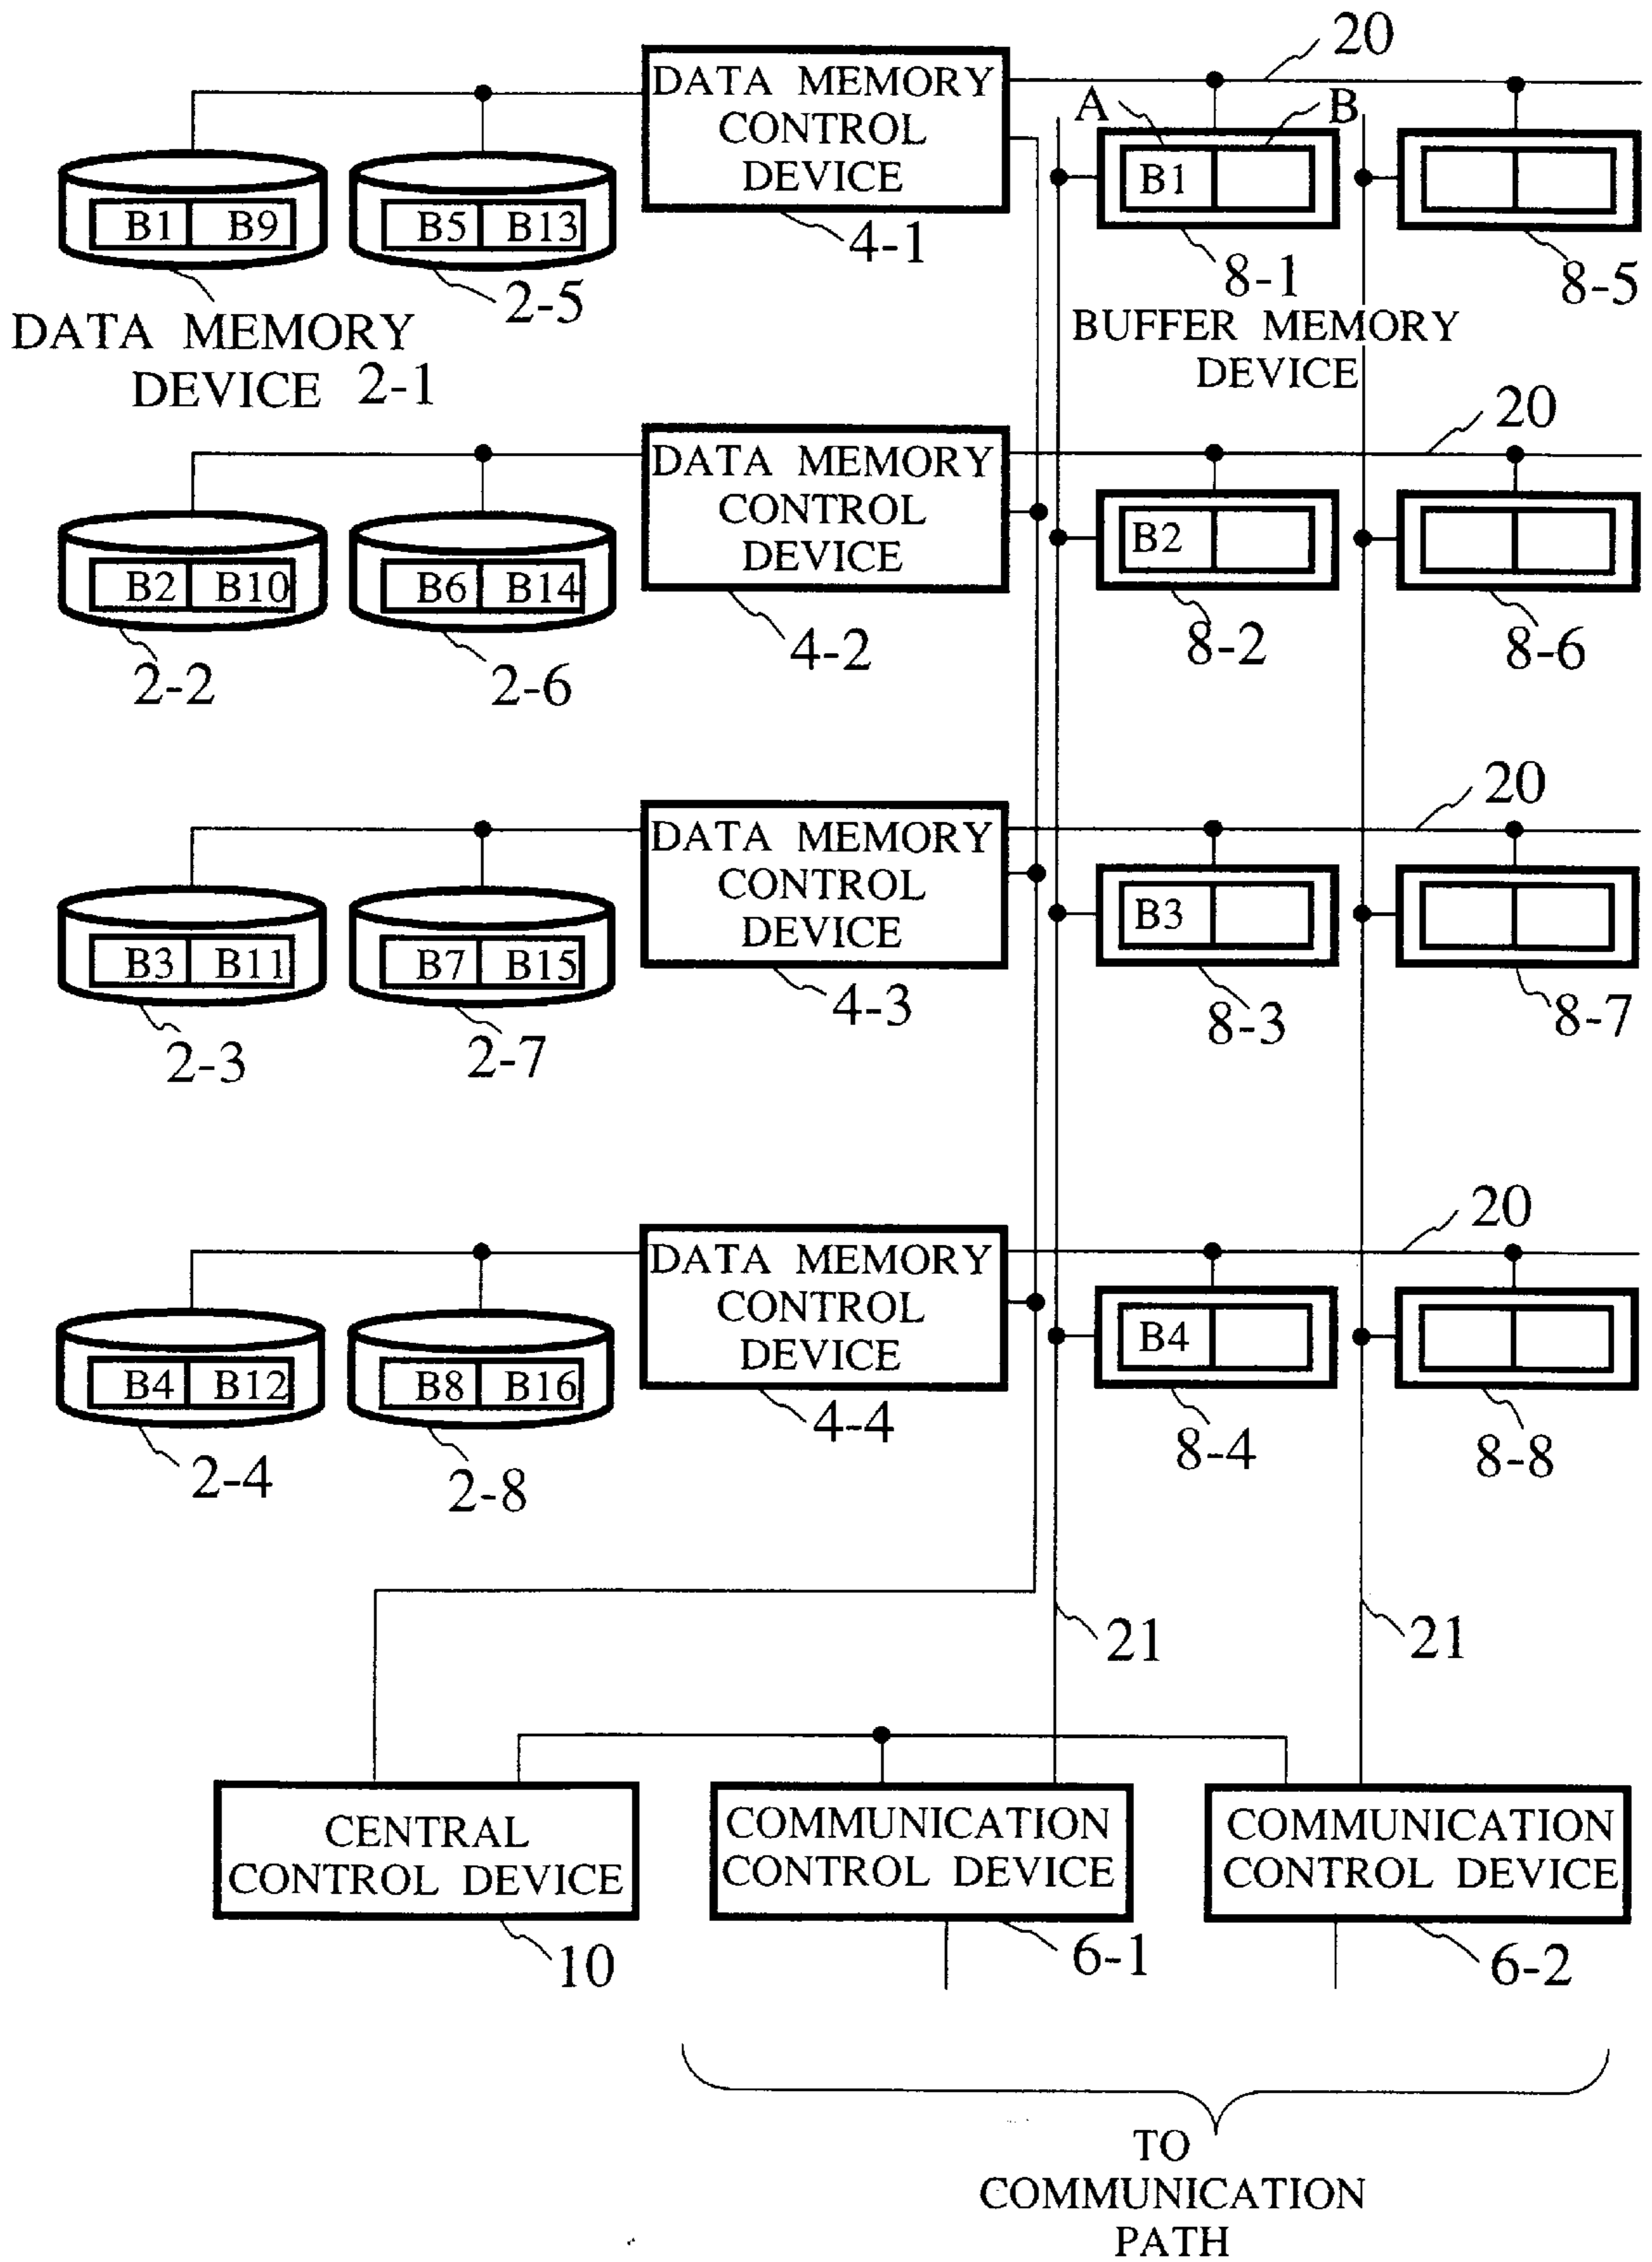 20
DATA MEMORY
CONTROL
DEVICE
A
B
B1
B1 B9
B5 B13
4-1
8-1
8-5
2-5
DATA MEMORY
DEVICE 2-1
BUFFER MEMORY
DEVICE
20
DATA MEMORY
CONTROL
DEVICE
B2
B2 B10
B6 B14
4-2
8-2
8-6
2-2
2-6
20
DATA MEMORY
CONTROL
DEVICE
B3
B3 B11
B7 B15
4-3
8-3
8-7
2-3
2-7
20
DATA MEMORY
CONTROL
DEVICE
B4
B4 B12
B8 B16
4-4
8-4
8-8
2-4
2-8
21
21
CENTRAL
CONTROL DEVICE
COMMUNICATION
CONTROL DEVICE
COMMUNICATION
CONTROL DEVICE
10
6-1
6-2
TO
COMMUNICATION
PATH